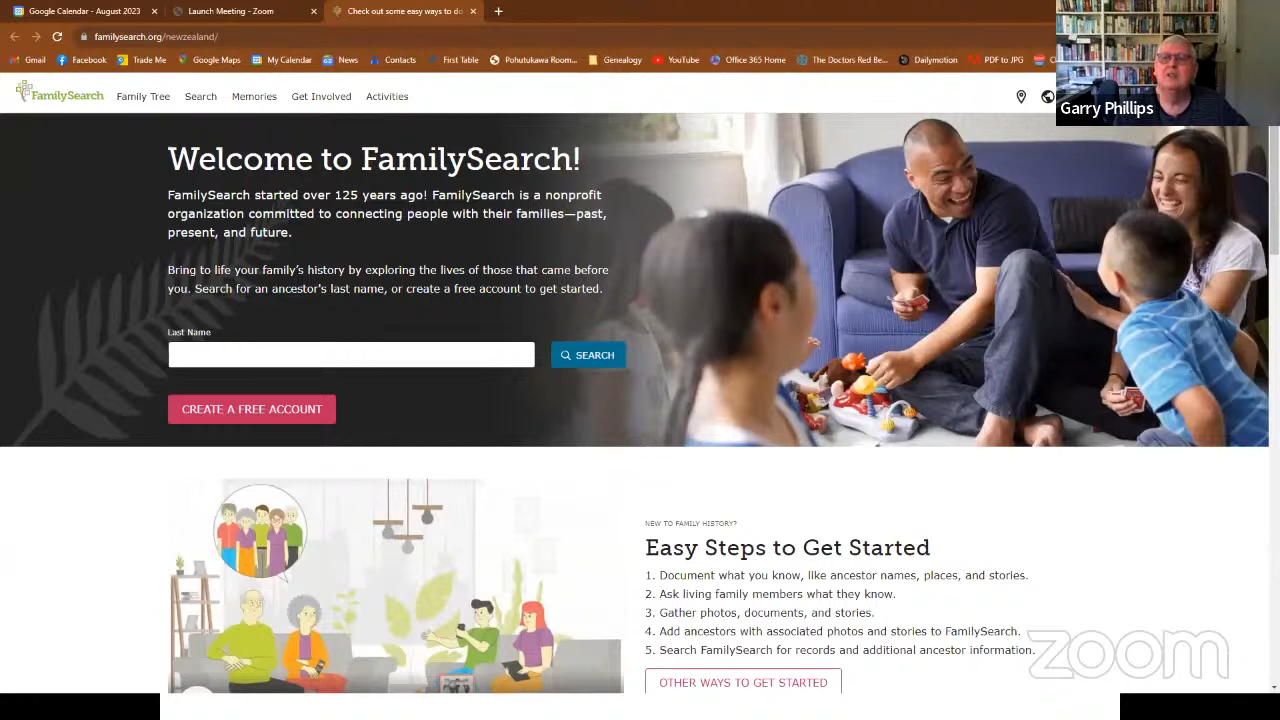 Google Calendar - August 2023
Launch Meeting - Zoom
Check out some easy ways to do
familysearch.org/newzealand/
Gmail
Facebook
Trade Me
Google Maps
My Calendar
News
Contacts
First Table
Pohutukawa Room...
Genealogy
YouTube
Office 365 Home
The Doctors Red Be...
Dailymotion
PDF to JPG
Garry Phillips
FamilySearch
Family Tree
Search
Memories
Get Involved
Activities
Welcome to FamilySearch!
FamilySearch started over 125 years ago! FamilySearch is a nonprofit
organization committed to connecting people with their families—past,
present, and future.
Bring to life your family’s history by exploring the lives of those that came before
you. Search for an ancestor's last name, or create a free account to get started.
Last Name
SEARCH
CREATE A FREE ACCOUNT
NEW TO FAMILY HISTORY?
Easy Steps to Get Started
1. Document what you know, like ancestor names, places, and stories.
2. Ask living family members what they know.
3. Gather photos, documents, and stories.
4. Add ancestors with associated photos and stories to FamilySearch.
5. Search FamilySearch for records and additional ancestor information.
OTHER WAYS TO GET STARTED
zoom